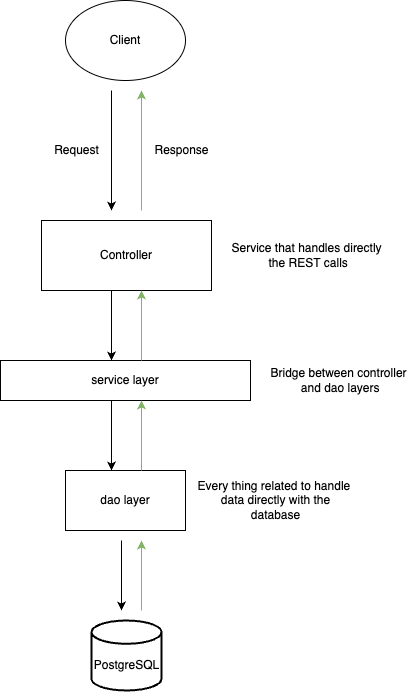 Client
Request
Response
Controller
Service that handles directly
the REST calls
service layer
Bridge between controller
and dao layers
dao layer
Every thing related to handle
data directly with the
database
PostgreSQL